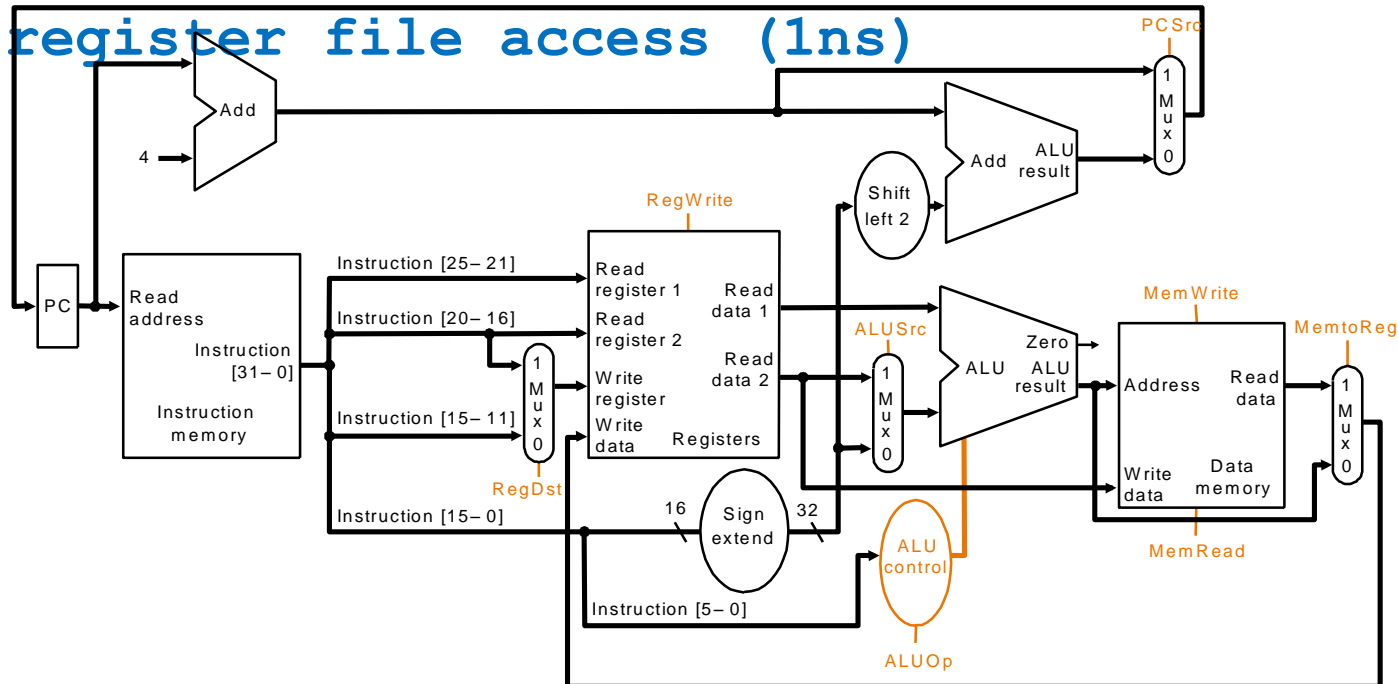 register file access (1ns)
PCSrc
1
M
u
x
0
Add
4
Add
ALU
result
Shift
left 2
RegWrite
PC
Read
address
Instruction
[31–0]
Instruction
memory
Instruction [25–21]
Instruction [20–16]
Instruction [15–11]
Instruction [15–0]
1
M
u
x
0
RegDst
Read
register 1
Read
register 2
Write
register
Write
data
Read
data 1
Read
data 2
Registers
16
Sign
extend
32
ALUSrc
1
M
u
x
0
Zero
ALU
ALU
result
ALU
control
Instruction [5–0]
ALUOp
MemWrite
Address
Read
data
Write
data
Data
memory
MemRead
MemtoReg
1
M
u
x
0